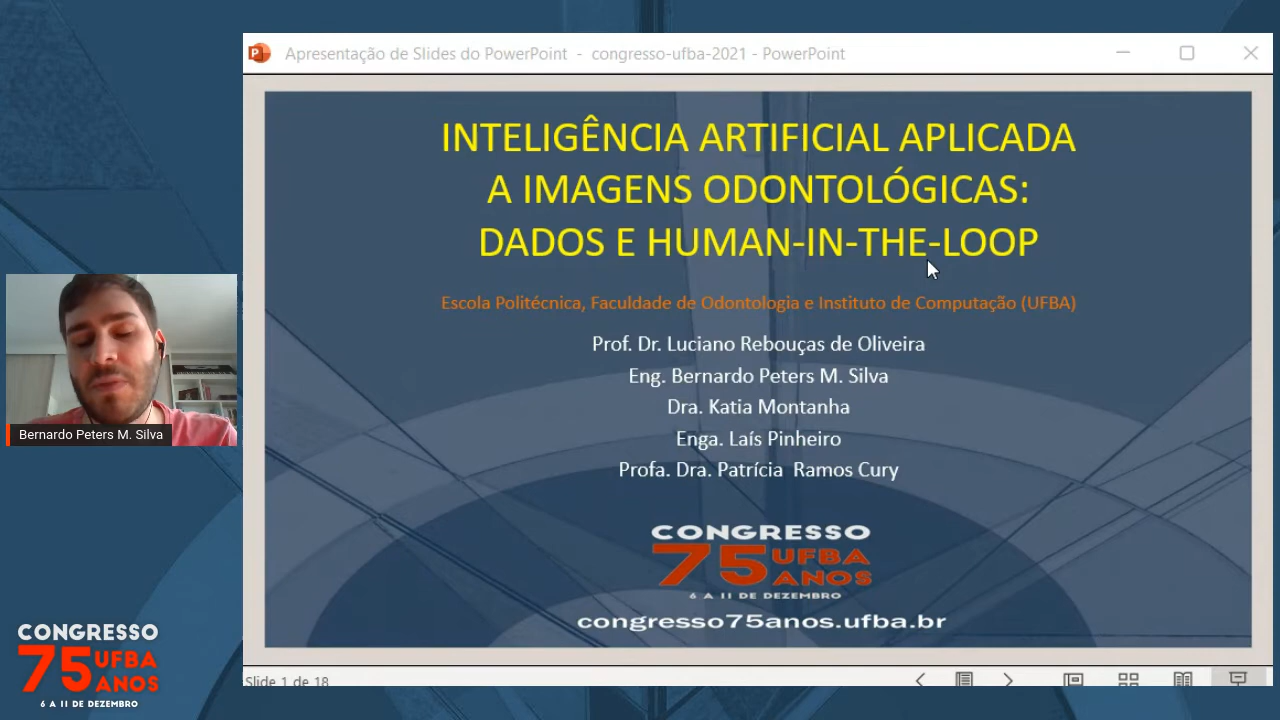 Apresentação de Slides do PowerPoint - congresso-ufba-2021 - PowerPoint
INTELIGÊNCIA ARTIFICIAL APLICADA
A IMAGENS ODONTOLÓGICAS:
DADOS E HUMAN-IN-THE-LOOP
Escola Politécnica, Faculdade de Odontologia e Instituto de Computação (UFBA)
Prof. Dr. Luciano Rebouças de Oliveira
Eng. Bernardo Peters M. Silva
Dra. Katia Montanha
Enga. Laís Pinheiro
Profa. Dra. Patrícia Ramos Cury
CONGRESSO
75 UFBA
ANOS
6 A 11 DE DEZEMBRO
congresso75anos.ufba.br
Slide 1 de 18
Bernardo Peters M. Silva
CONGRESSO
75 UFBA
ANOS
6 A 11 DE DEZEMBRO